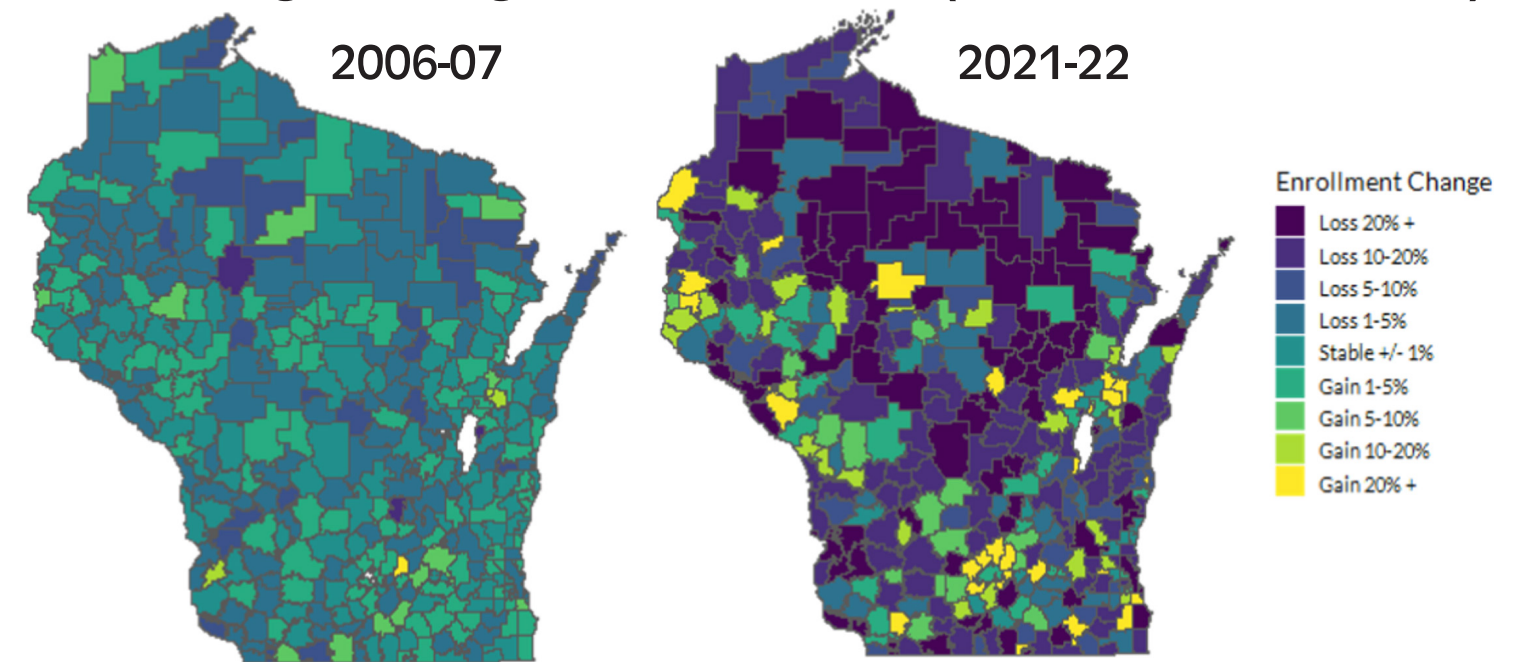 2006-07
2021-22
Enrollment Change
Loss 20% +
Loss 10-20%
Loss 5-10%
Loss 1-5%
Stable +/- 1%
Gain 1-5%
Gain 5-10%
Gain 10-20%
Gain 20% +